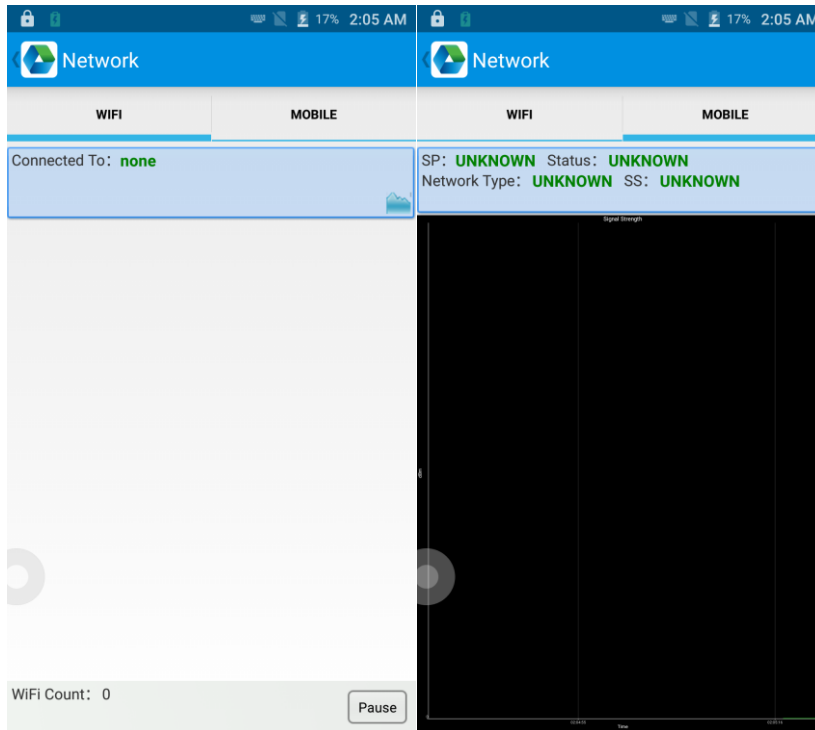 17% 2:05 AM
Network
WIFI MOBILE
Connected To: none
WiFi Count: 0
Pause
17% 2:05 AM
Network
WIFI MOBILE
SP: UNKNOWN Status: UNKNOWN
Network Type: UNKNOWN SS: UNKNOWN
Signal Strength
Time